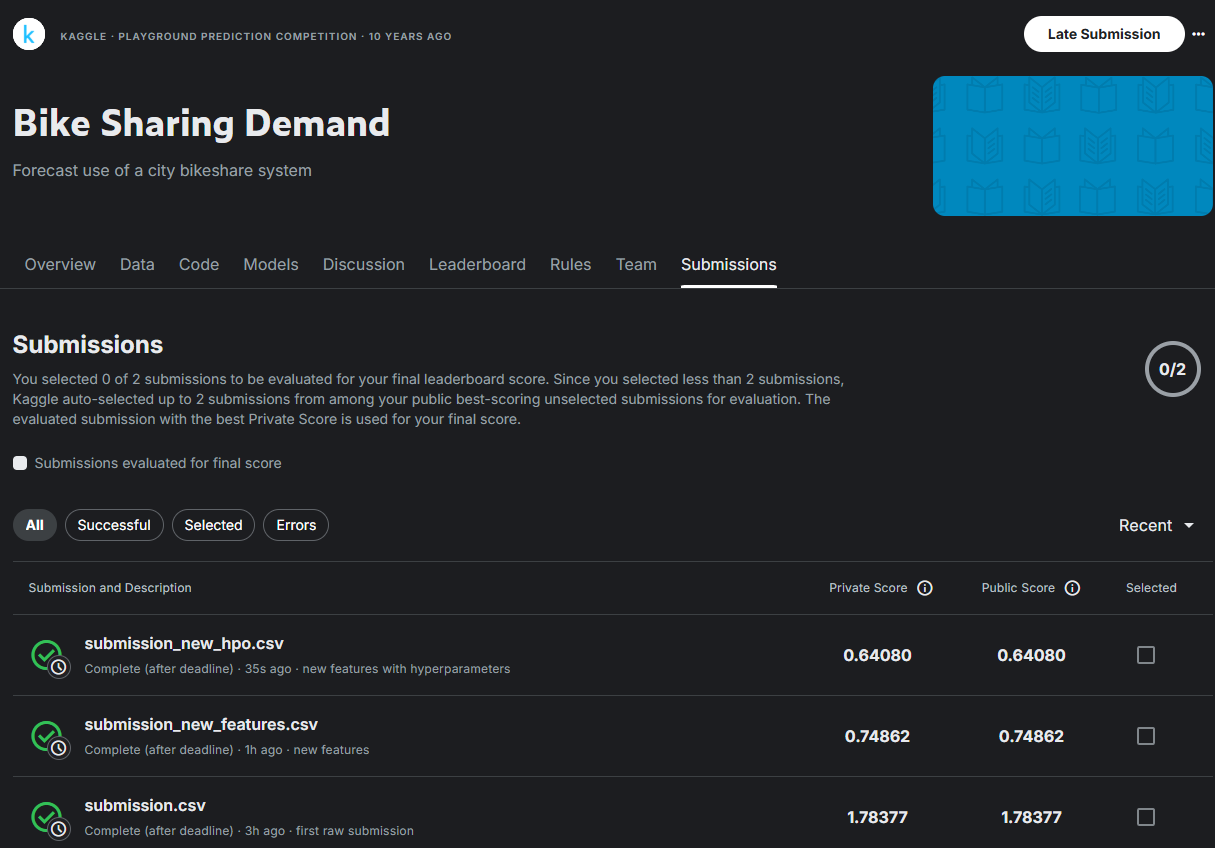 k
KAGGLE · PLAYGROUND PREDICTION COMPETITION · 10 YEARS AGO
Late Submission
Bike Sharing Demand
Forecast use of a city bikeshare system
Overview Data Code Models Discussion Leaderboard Rules Team Submissions
Submissions
0/2
You selected 0 of 2 submissions to be evaluated for your final leaderboard score. Since you selected less than 2 submissions,
Kaggle auto-selected up to 2 submissions from among your public best-scoring unselected submissions for evaluation. The
evaluated submission with the best Private Score is used for your final score.
Submissions evaluated for final score
All Successful Selected Errors Recent
Submission and Description Private Score Public Score Selected
submission_new_hpo.csv
0.64080 0.64080
Complete (after deadline) · 35s ago · new features with hyperparameters
submission_new_features.csv
0.74862 0.74862
Complete (after deadline) · 1h ago · new features
submission.csv
1.78377 1.78377
Complete (after deadline) · 3h ago · first raw submission